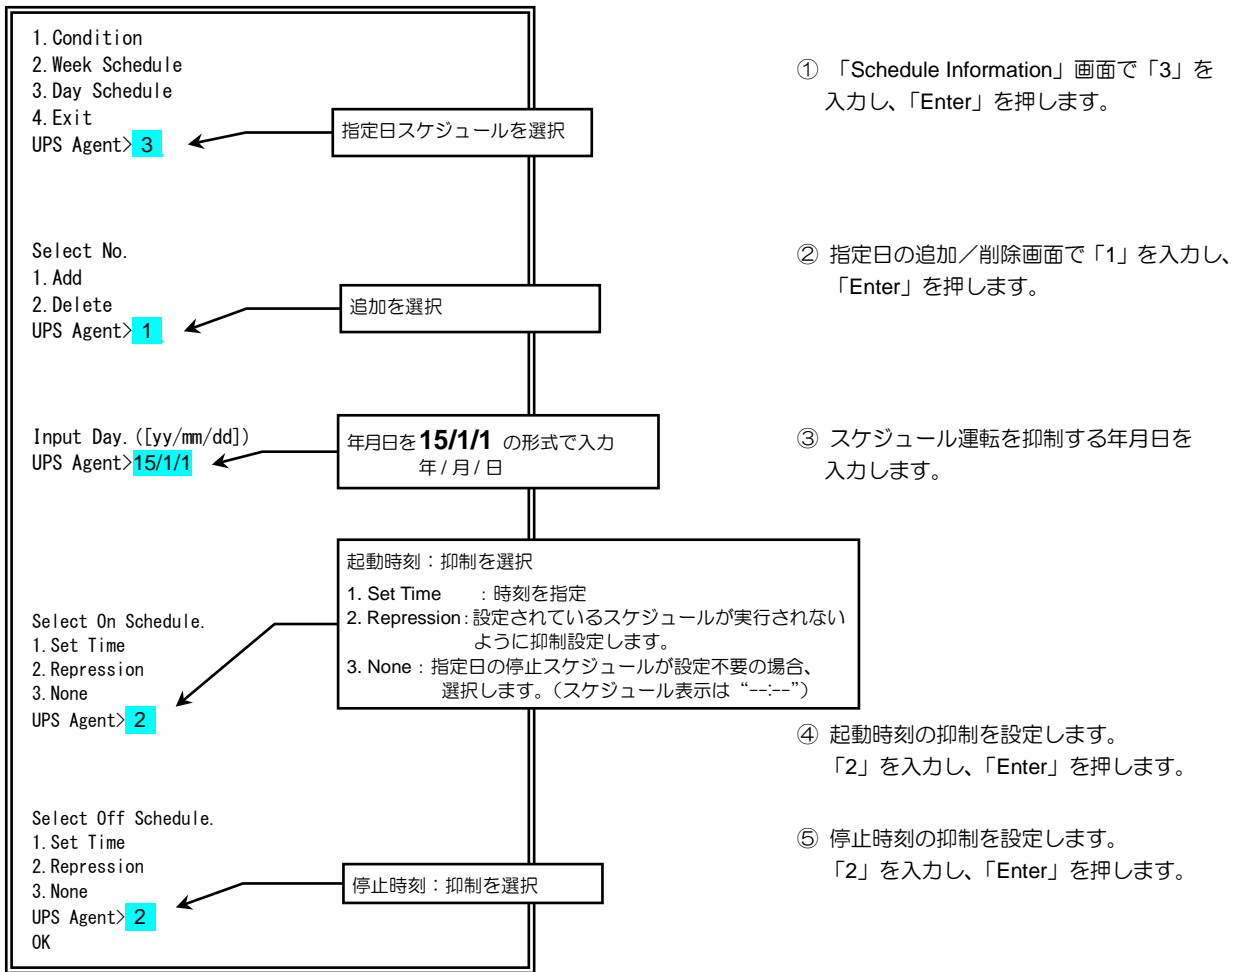 1.Condition
2.Week Schedule
3.Day Schedule
4.Exit
UPS Agent>3
指定日スケジュールを選択
① 「Schedule Information」画面で「3」を
入力し、「Enter」を押します。
Select No.
1.Add
2.Delete
UPS Agent>1
追加を選択
② 指定日の追加／削除画面で「1」を入力し、
「Enter」を押します。
Input Day.([yy/mm/dd])
UPS Agent>15/1/1
年月日を15/1/1 の形式で入力
年 / 月 / 日
③ スケジュール運転を抑制する年月日を
入力します。
起動時刻：抑制を選択
1. Set Time ：時刻を指定
2. Repression：設定されているスケジュールが実行されない
ように抑制設定します。
3. None：指定日の停止スケジュールが設定不要の場合、
選択します。（スケジュール表示は “--:--”）
Select On Schedule.
1.Set Time
2.Repression
3.None
UPS Agent>2
④ 起動時刻の抑制を設定します。
「2」を入力し、「Enter」を押します。
Select Off Schedule.
1.Set Time
2.Repression
3.None
UPS Agent>2
OK
停止時刻：抑制を選択
⑤ 停止時刻の抑制を設定します。
「2」を入力し、「Enter」を押します。